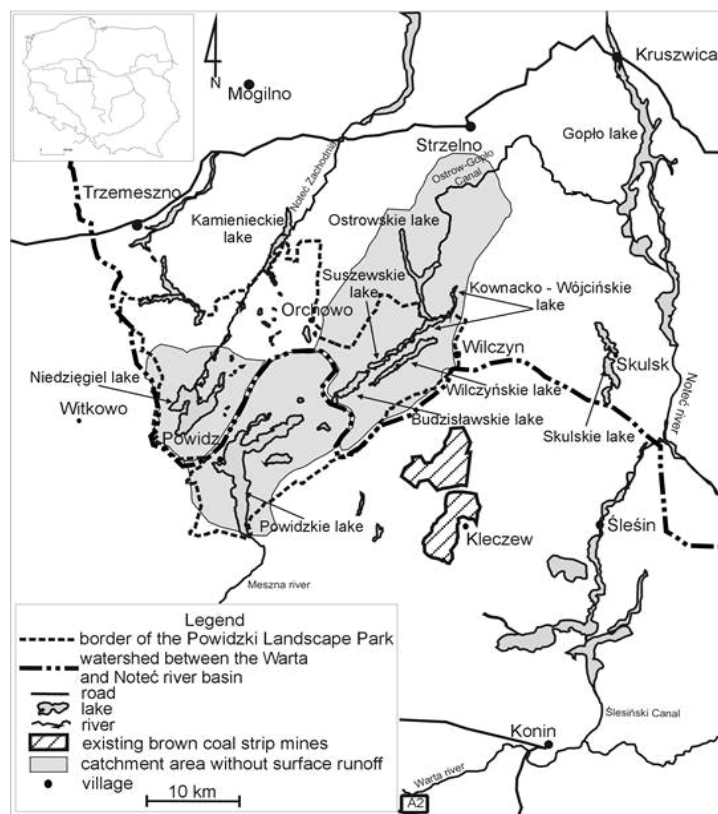 N
Mogilno
Kruszwica
Gopło lake
Strzelno
Ostrow-Gopło
Canal
Noteć Zachodnia
Trzemeszno
Kamienieckie
lake
Ostrowskie lake
Suszewskie
lake
Kownacko - Wójcińskie
lake
Orchowo
Wilczyn
Skulsk
Niedzięgiel lake
Wilczyńskie lake
Noteć river
Witkowo
Budzisławskie lake
Skulskie lake
Powidz
Powidzkie lake
Kleczew
Śleśin
Meszna river
Legend
border of the Powidzki Landscape Park
watershed between the Warta
and Noteć river basin
road
lake
river
existing brown coal strip mines
catchment area without surface runoff
village
10 km
Ślesiński Canal
Konin
Warta river
A2